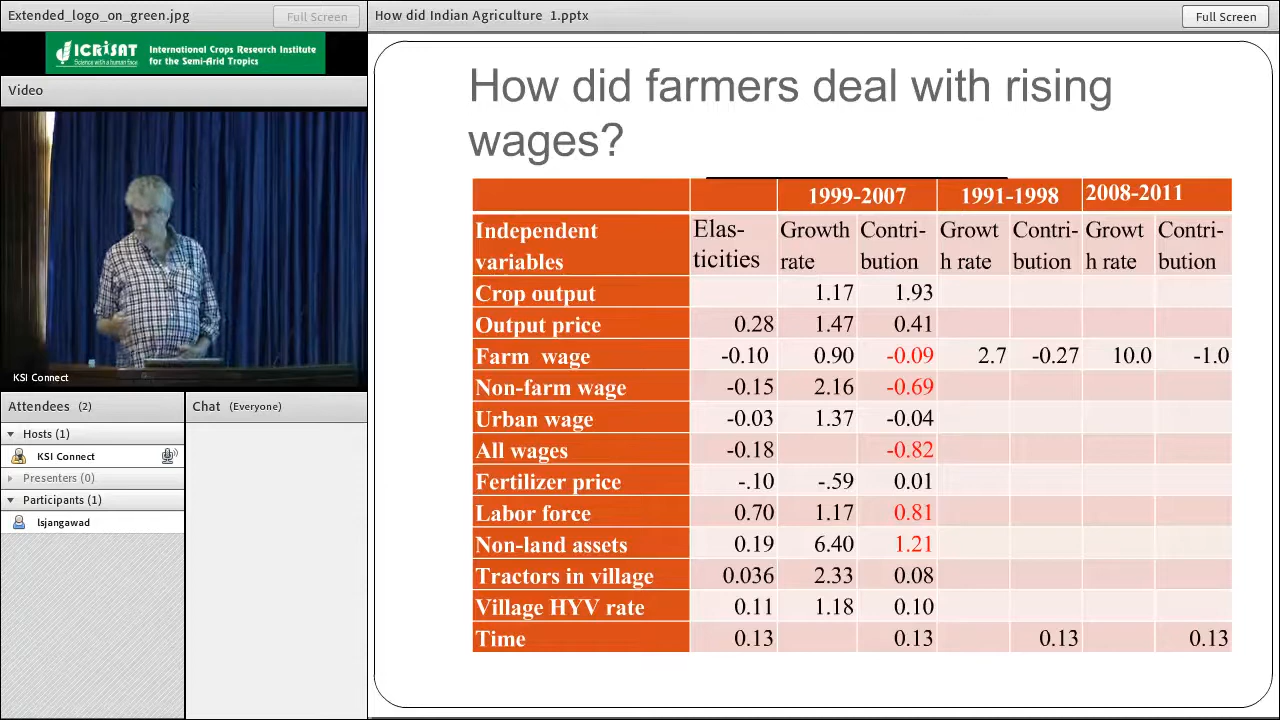 Extended_logo_on_green.jpg
Full Screen
How did Indian Agriculture 1.pptx
Full Screen
ICRISAT
Science with a human face
International Crops Research Institute
for the Semi-Arid Tropics
Video
KSI Connect
Attendees (2)
Hosts (1)
KSI Connect
Presenters (0)
Participants (1)
lsjangawad
Chat (Everyone)
How did farmers deal with rising
wages?
1999-2007 1991-1998 2008-2011
Independent Elas- Growth Contri- Growt Contri- Growt Contri-
variables ticities rate bution h rate bution h rate bution
Crop output 1.17 1.93
Output price 0.28 1.47 0.41
Farm wage -0.10 0.90 -0.09 2.7 -0.27 10.0 -1.0
Non-farm wage -0.15 2.16 -0.69
Urban wage -0.03 1.37 -0.04
All wages -0.18 -0.82
Fertilizer price -.10 -.59 0.01
Labor force 0.70 1.17 0.81
Non-land assets 0.19 6.40 1.21
Tractors in village 0.036 2.33 0.08
Village HYV rate 0.11 1.18 0.10
Time 0.13 0.13 0.13 0.13